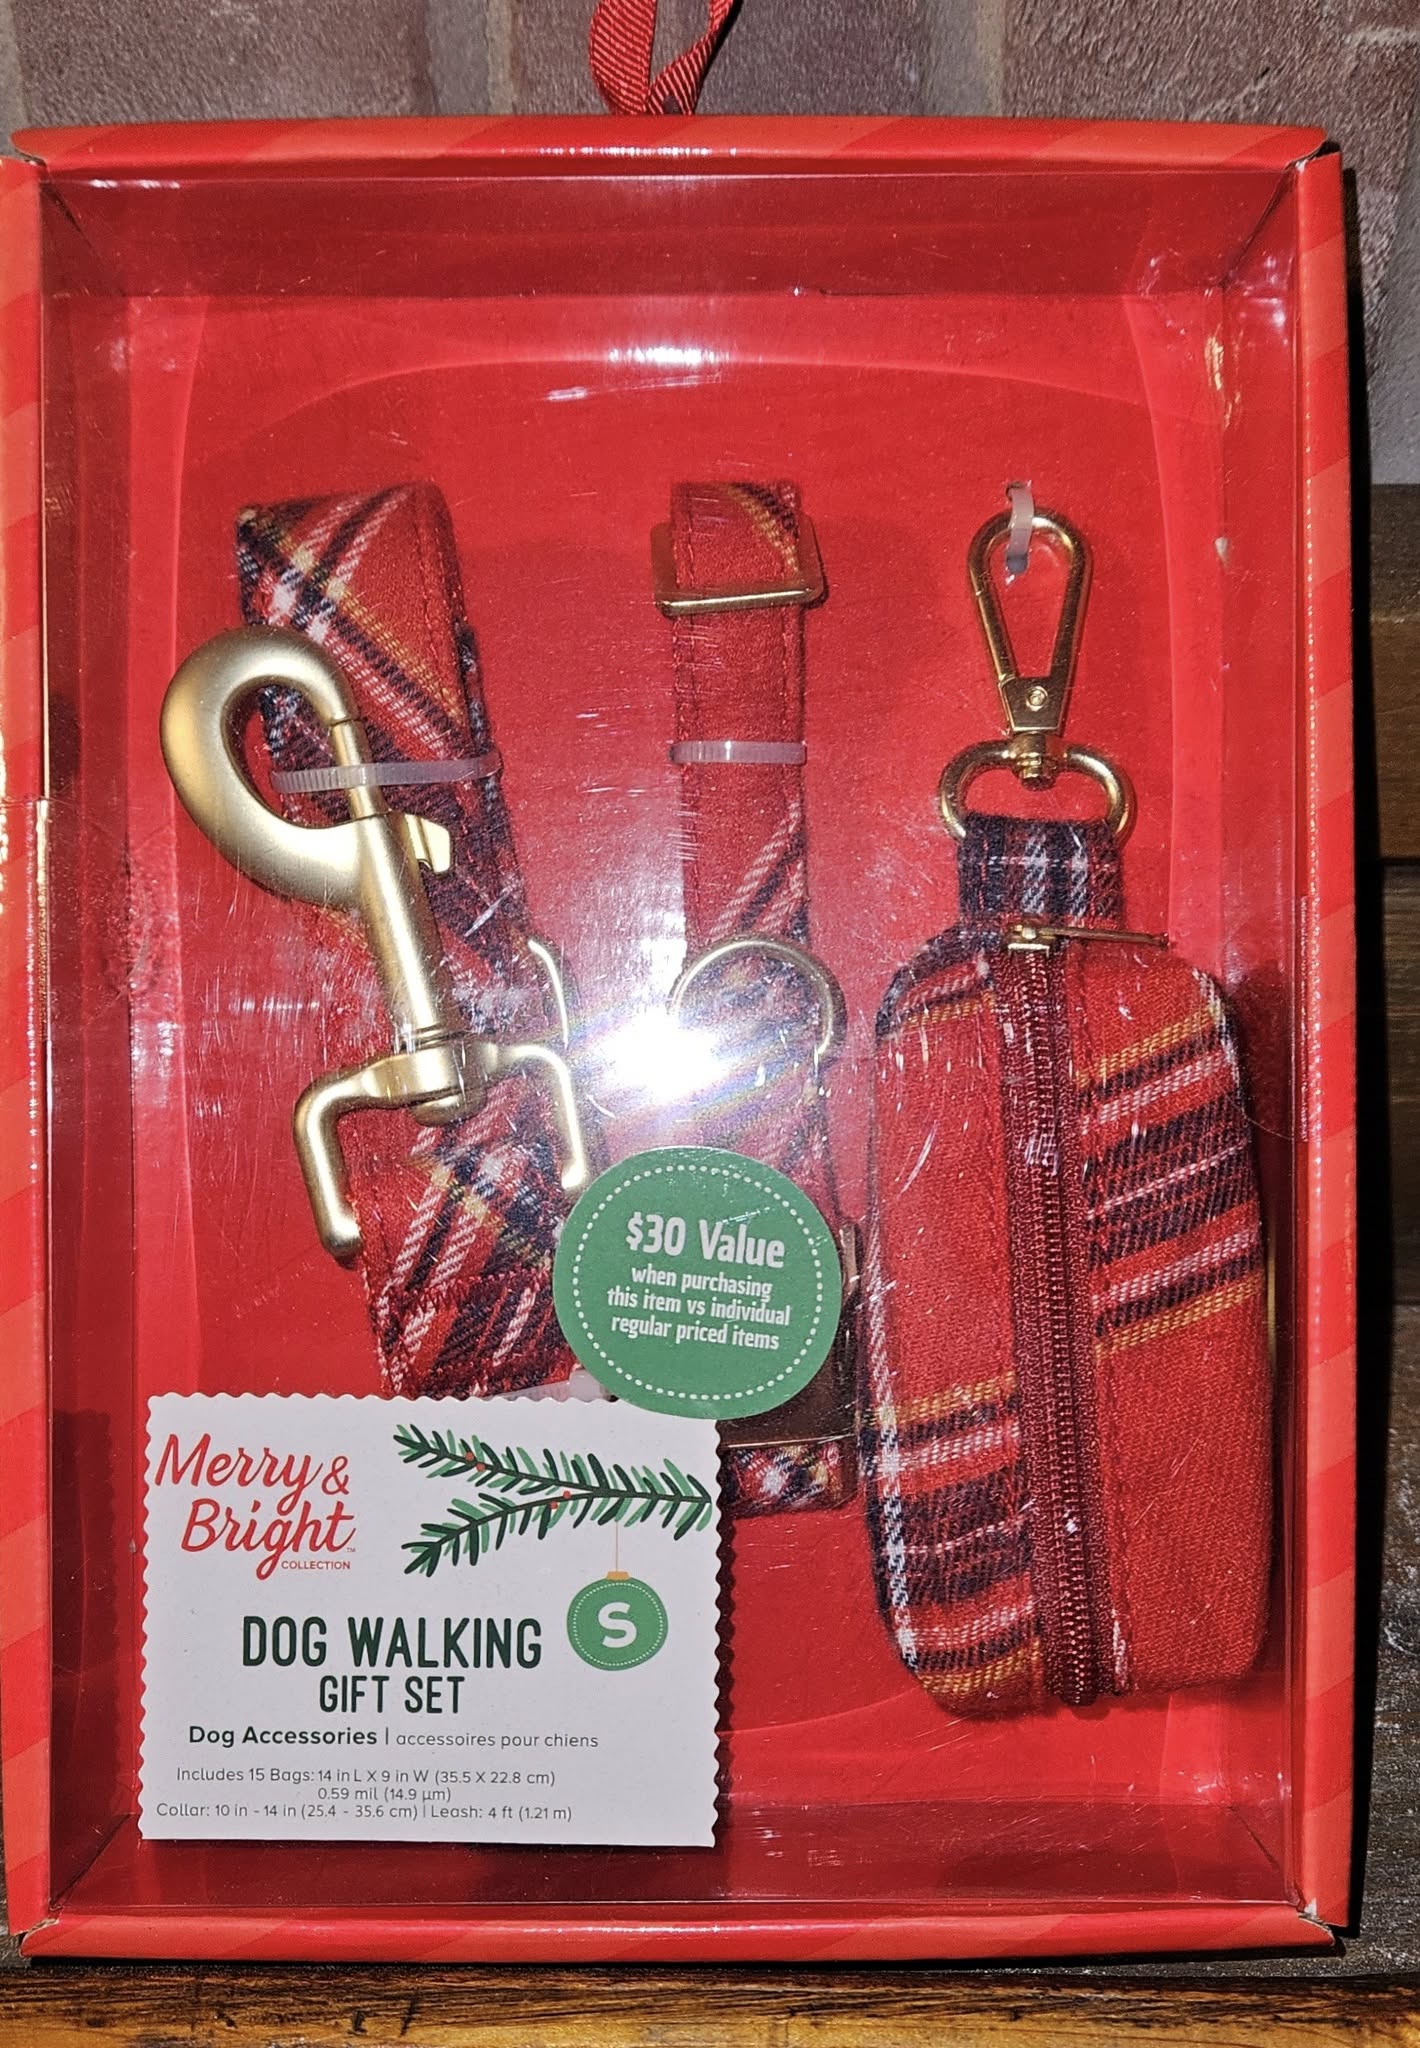 $30 Value
when purchasing
this item vs individual
regular priced items
Merry &
Bright™
COLLECTION
S
DOG WALKING
GIFT SET
Dog Accessories | accessoires pour chiens
Includes 15 Bags: 14 in L X 9 in W (35.5 X 22.8 cm)
0.59 mil (14.9 µm)
Collar: 10 in - 14 in (25.4 - 35.6 cm) | Leash: 4 ft (1.21 m)